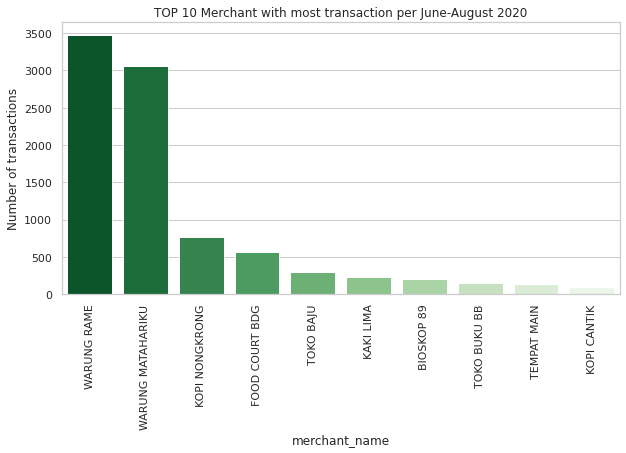 TOP 10 Merchant with most transaction per June-August 2020
Number of transactions
3500
3000
2500
2000
1500
1000
500
0
WARUNG RAME
WARUNG MATAHARIKU
KOPI NONGKRONG
FOOD COURT BDG
TOKO BAJU
KAKI LIMA
BIOSKOP 89
TOKO BUKU BB
TEMPAT MAIN
KOPI CANTIK
merchant_name